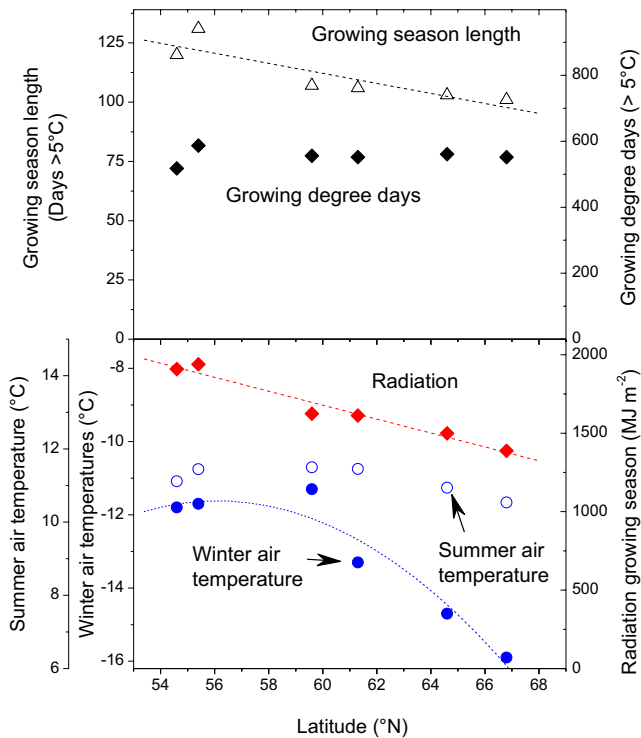 Growing season length
(Days >5°C)
125
100
75
50
25
0
Growing season length
Growing degree days
800
600
400
200
0
Growing degree days (> 5°C)
Summer air temperature (°C)
14
12
10
8
6
Winter air temperatures (°C)
-8
-10
-12
-14
-16
Radiation
Winter air
temperature
Summer air
temperature
2000
1500
1000
500
0
Radiation growing season (MJ m-2)
54 56 58 60 62 64 66 68
Latitude (°N)